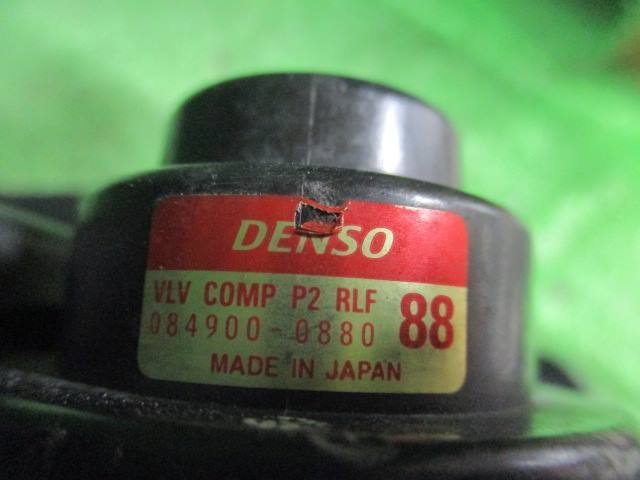 DENSO
VLV COMP P2 RLF 88
084900-0880
MADE IN JAPAN